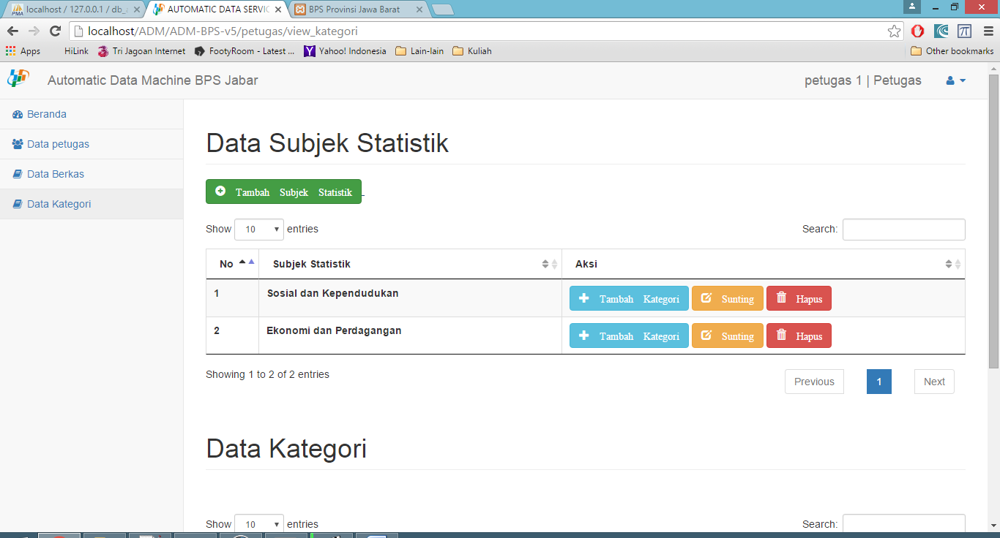 localhost / 127.0.0.1 / db_
AUTOMATIC DATA SERVIC
BPS Provinsi Jawa Barat
localhost/ADM/ADM-BPS-v5/petugas/view_kategori
Apps HiLink Tri Jagoan Internet FootyRoom - Latest ... Yahoo! Indonesia Lain-lain Kuliah Other bookmarks
Automatic Data Machine BPS Jabar
petugas 1 | Petugas
Beranda
Data petugas
Data Berkas
Data Kategori
Data Subjek Statistik
Tambah Subjek Statistik
Show 10 entries
Search:
No Subjek Statistik Aksi
1 Sosial dan Kependudukan Tambah Kategori Sunting Hapus
2 Ekonomi dan Perdagangan Tambah Kategori Sunting Hapus
Showing 1 to 2 of 2 entries
Previous 1 Next
Data Kategori
Show 10 entries
Search: